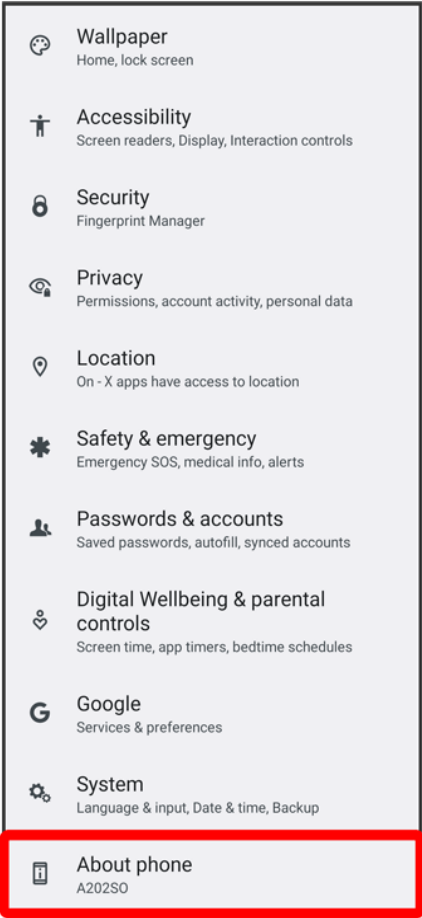 Wallpaper
Home, lock screen
Accessibility
Screen readers, Display, Interaction controls
Security
Fingerprint Manager
Privacy
Permissions, account activity, personal data
Location
On - X apps have access to location
Safety & emergency
Emergency SOS, medical info, alerts
Passwords & accounts
Saved passwords, autofill, synced accounts
Digital Wellbeing & parental
controls
Screen time, app timers, bedtime schedules
Google
Services & preferences
System
Language & input, Date & time, Backup
About phone
A202SO